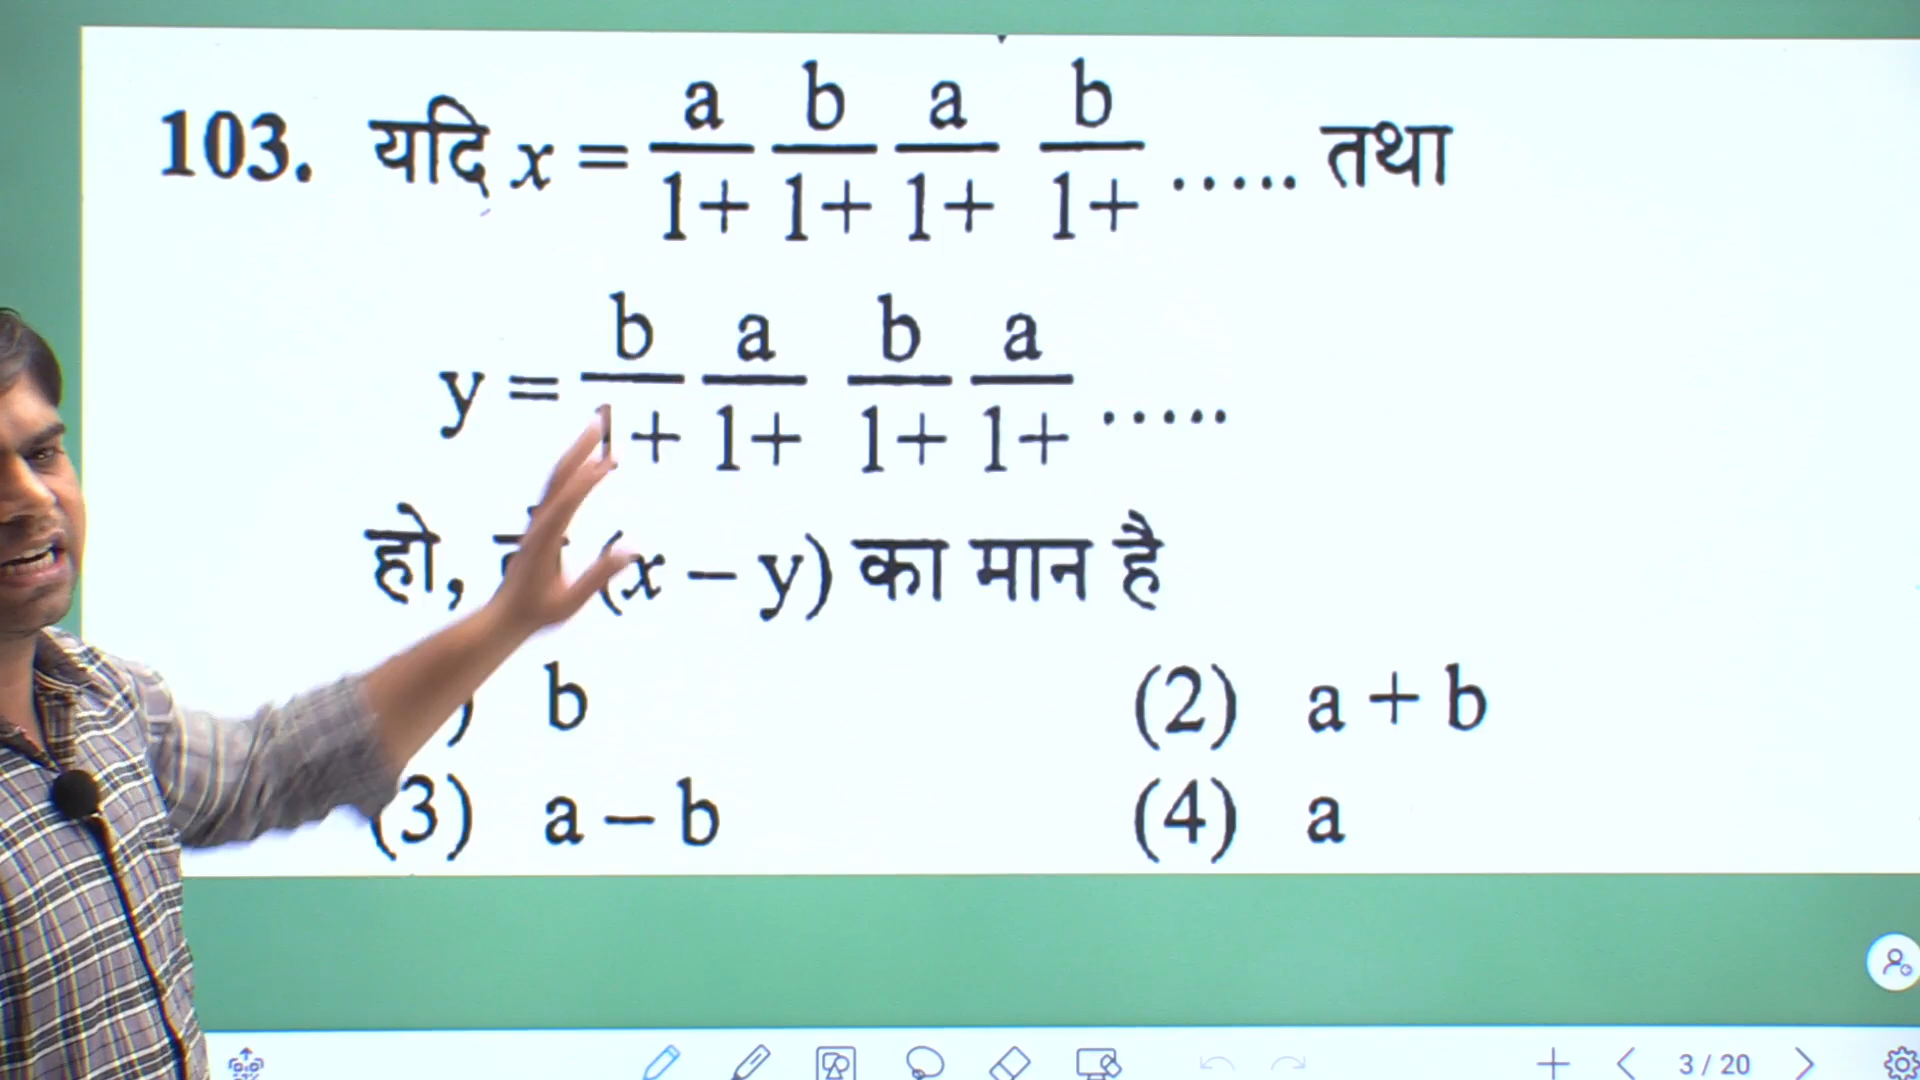 103. यदि x = a/1+ b/1+ a/1+ b/1+ ..... तथा
y = b/1+ a/1+ b/1+ a/1+ .....
हो, (x – y) का मान है
) b (2) a + b
(3) a – b (4) a
3 / 20